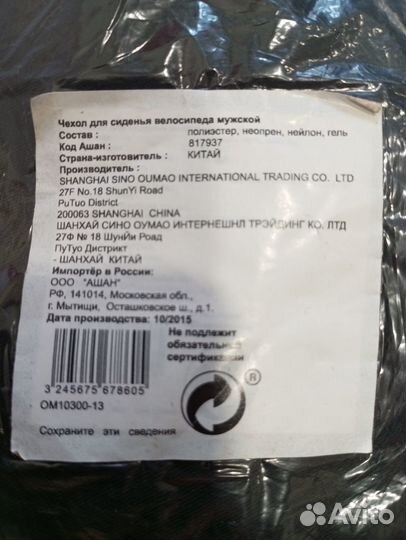 Чехол для сиденья велосипеда мужской
Состав : полиэстер, неопрен, нейлон, гель
Код Ашан : 817937
Страна-изготовитель : КИТАЙ
Производитель :
SHANGHAI SINO OUMAO INTERNATIONAL TRADING CO. LTD
27F No.18 ShunYi Road
PuTuo District
200063 SHANGHAI CHINA
ШАНХАЙ СИНО ОУМАО ИНТЕРНЕШНЛ ТРЭЙДИНГ КО. ЛТД
27Ф № 18 ШунЙи Роад
ПуТуо Дистрикт
- ШАНХАЙ КИТАЙ
Импортёр в России:
ООО "АШАН"
РФ, 141014, Московская обл.,
г. Мытищи, Осташковское ш., д.1.
Дата производства: 10/2015
Не подлежит
обязательной
сертификации
®
3 245675 678605
OM10300-13
Сохраните эти сведения
Avito